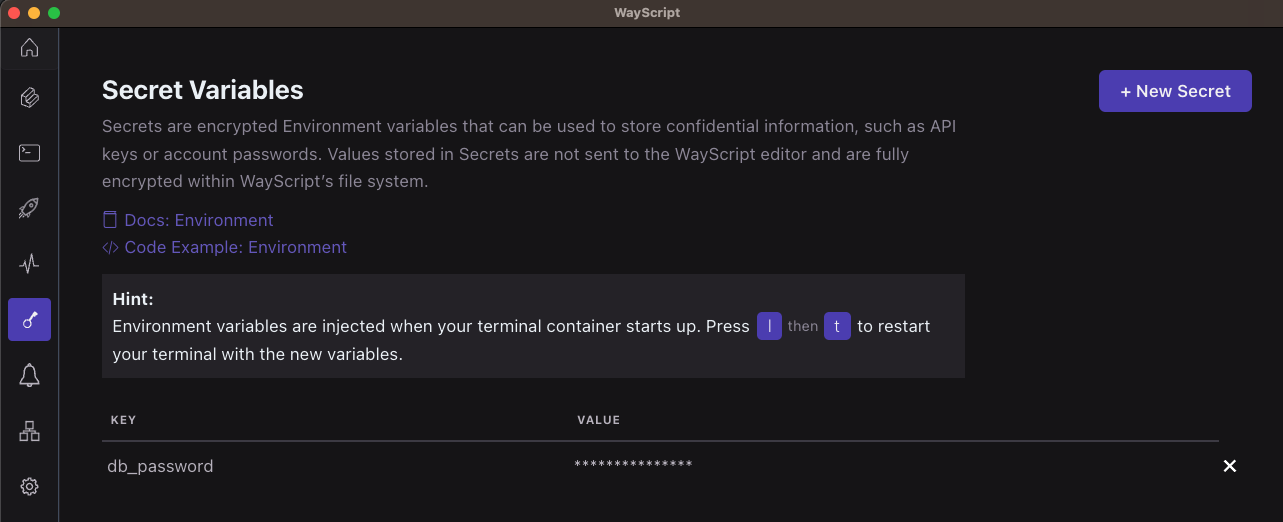 WayScript
Secret Variables
+ New Secret
Secrets are encrypted Environment variables that can be used to store confidential information, such as API
keys or account passwords. Values stored in Secrets are not sent to the WayScript editor and are fully
encrypted within WayScript’s file system.
Docs: Environment
</> Code Example: Environment
Hint:
Environment variables are injected when your terminal container starts up. Press l then t to restart
your terminal with the new variables.
KEY VALUE
db_password ***************